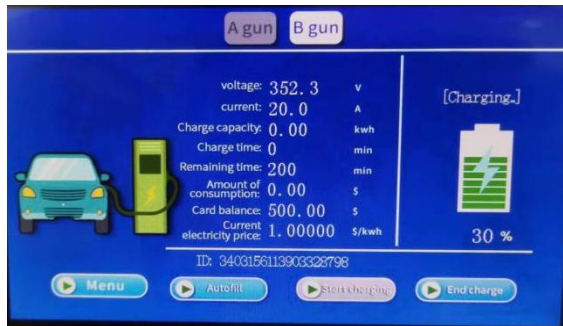 A gun B gun
voltage: 352.3 V
current: 20.0 A
Charge capacity: 0.00 kwh
Charge time: 0 min
Remaining time: 200 min
Amount of consumption: 0.00 $
Card balance: 500.00 $
Current electricity price: 1.00000 $/kwh
ID: 3403156113903328798
[Charging..]
30 %
Menu
Autofill
Start charging
End charge